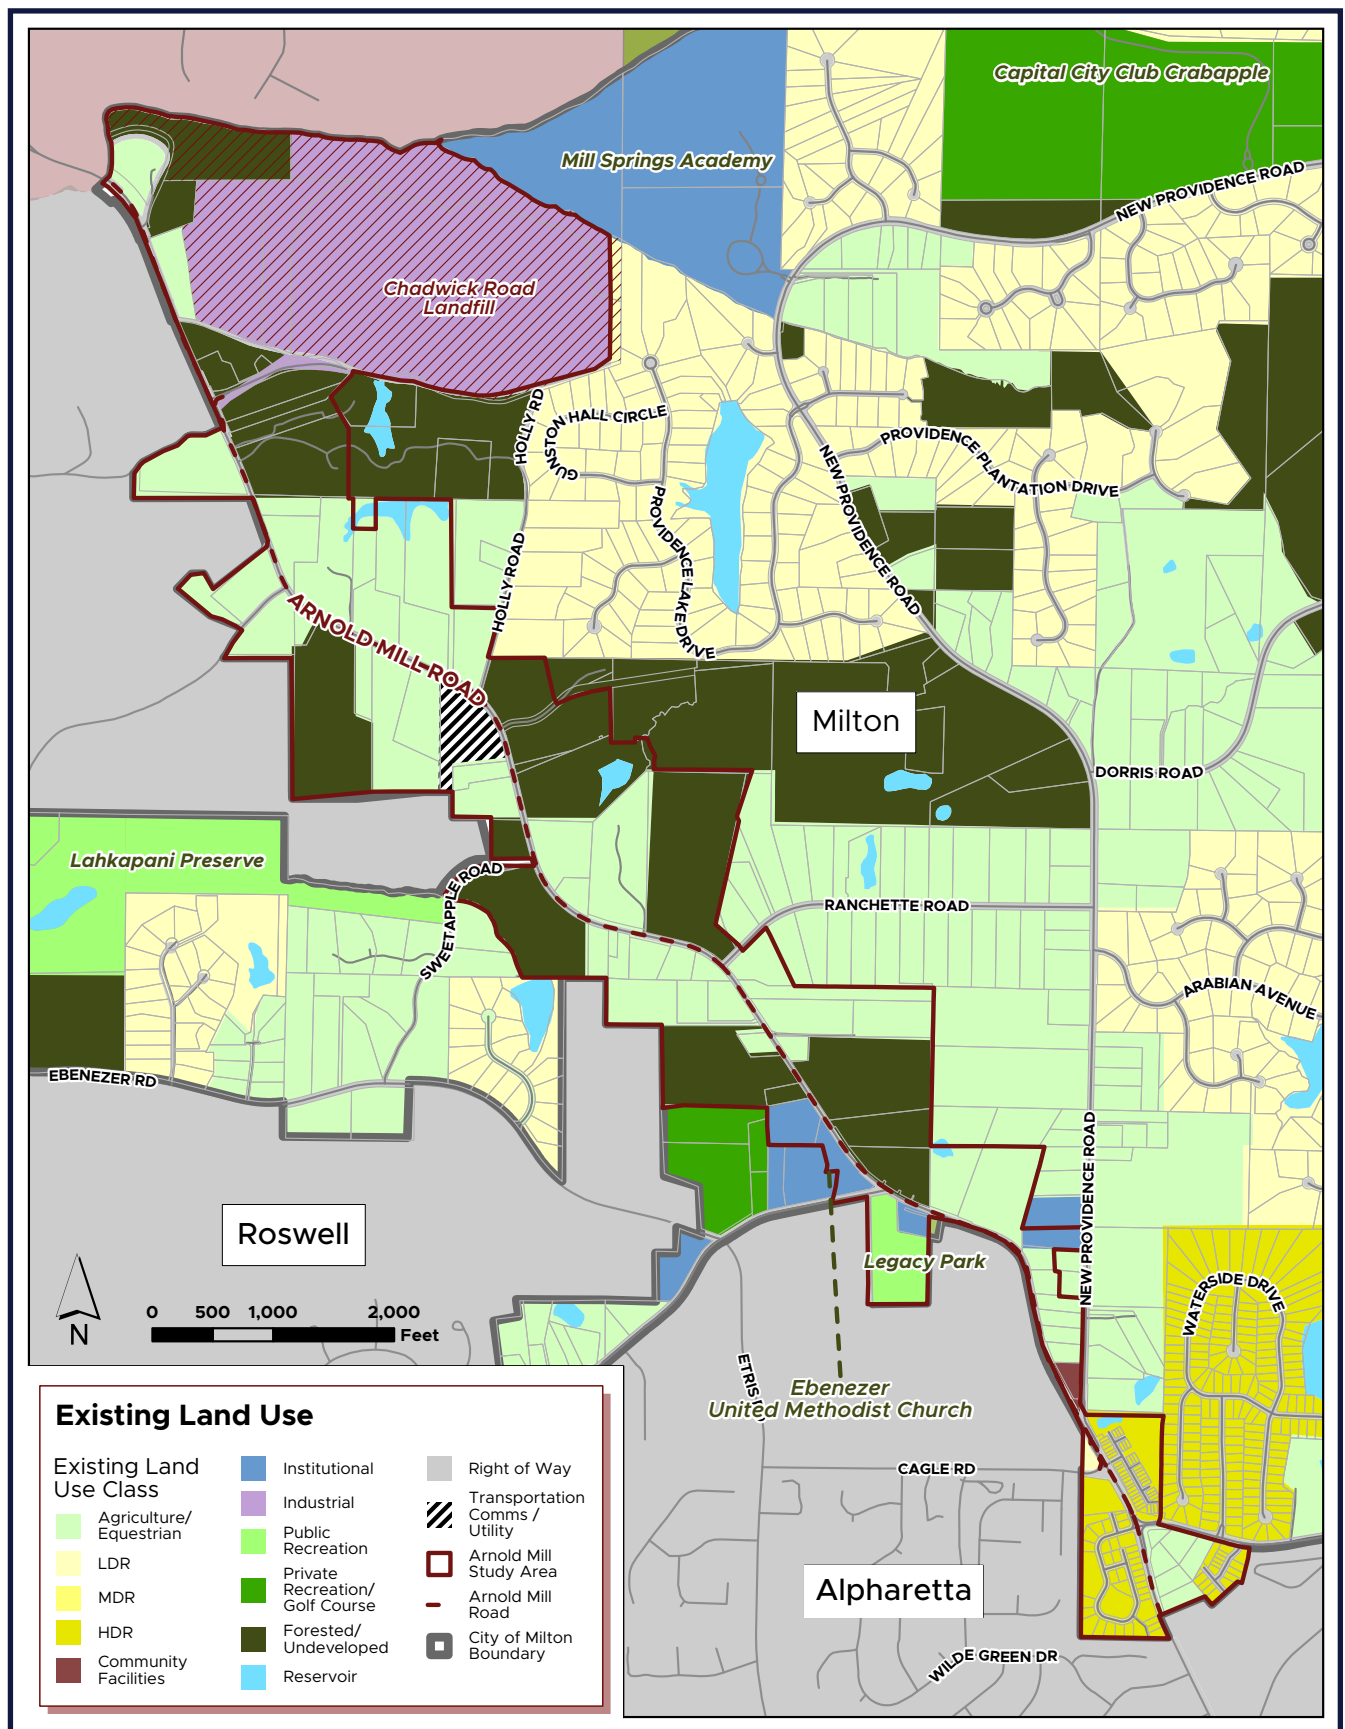 Capital City Club Crabapple
Mill Springs Academy
NEW PROVIDENCE ROAD
Chadwick Road
Landfill
HOLLY RD
GUNSTON HALL CIRCLE
PROVIDENCE PLANTATION DRIVE
NEW PROVIDENCE ROAD
PROVIDENCE LAKE DRIVE
HOLLY ROAD
ARNOLD MILL ROAD
Milton
DORRIS ROAD
Lahkapani Preserve
SWEETAPPLE ROAD
RANCHETTE ROAD
ARABIAN AVENUE
EBENEZER RD
NEW PROVIDENCE ROAD
Roswell
Legacy Park
WATERSIDE DRIVE
N
0 500 1,000 2,000
Feet
ETRIS
Ebenezer
United Methodist Church
CAGLE RD
Alpharetta
WILDE GREEN DR
Existing Land Use
Existing Land
Use Class
Agriculture/
Equestrian
LDR
MDR
HDR
Community
Facilities
Institutional
Industrial
Public
Recreation
Private
Recreation/
Golf Course
Forested/
Undeveloped
Reservoir
Right of Way
Transportation
Comms /
Utility
Arnold Mill
Study Area
Arnold Mill
Road
City of Milton
Boundary